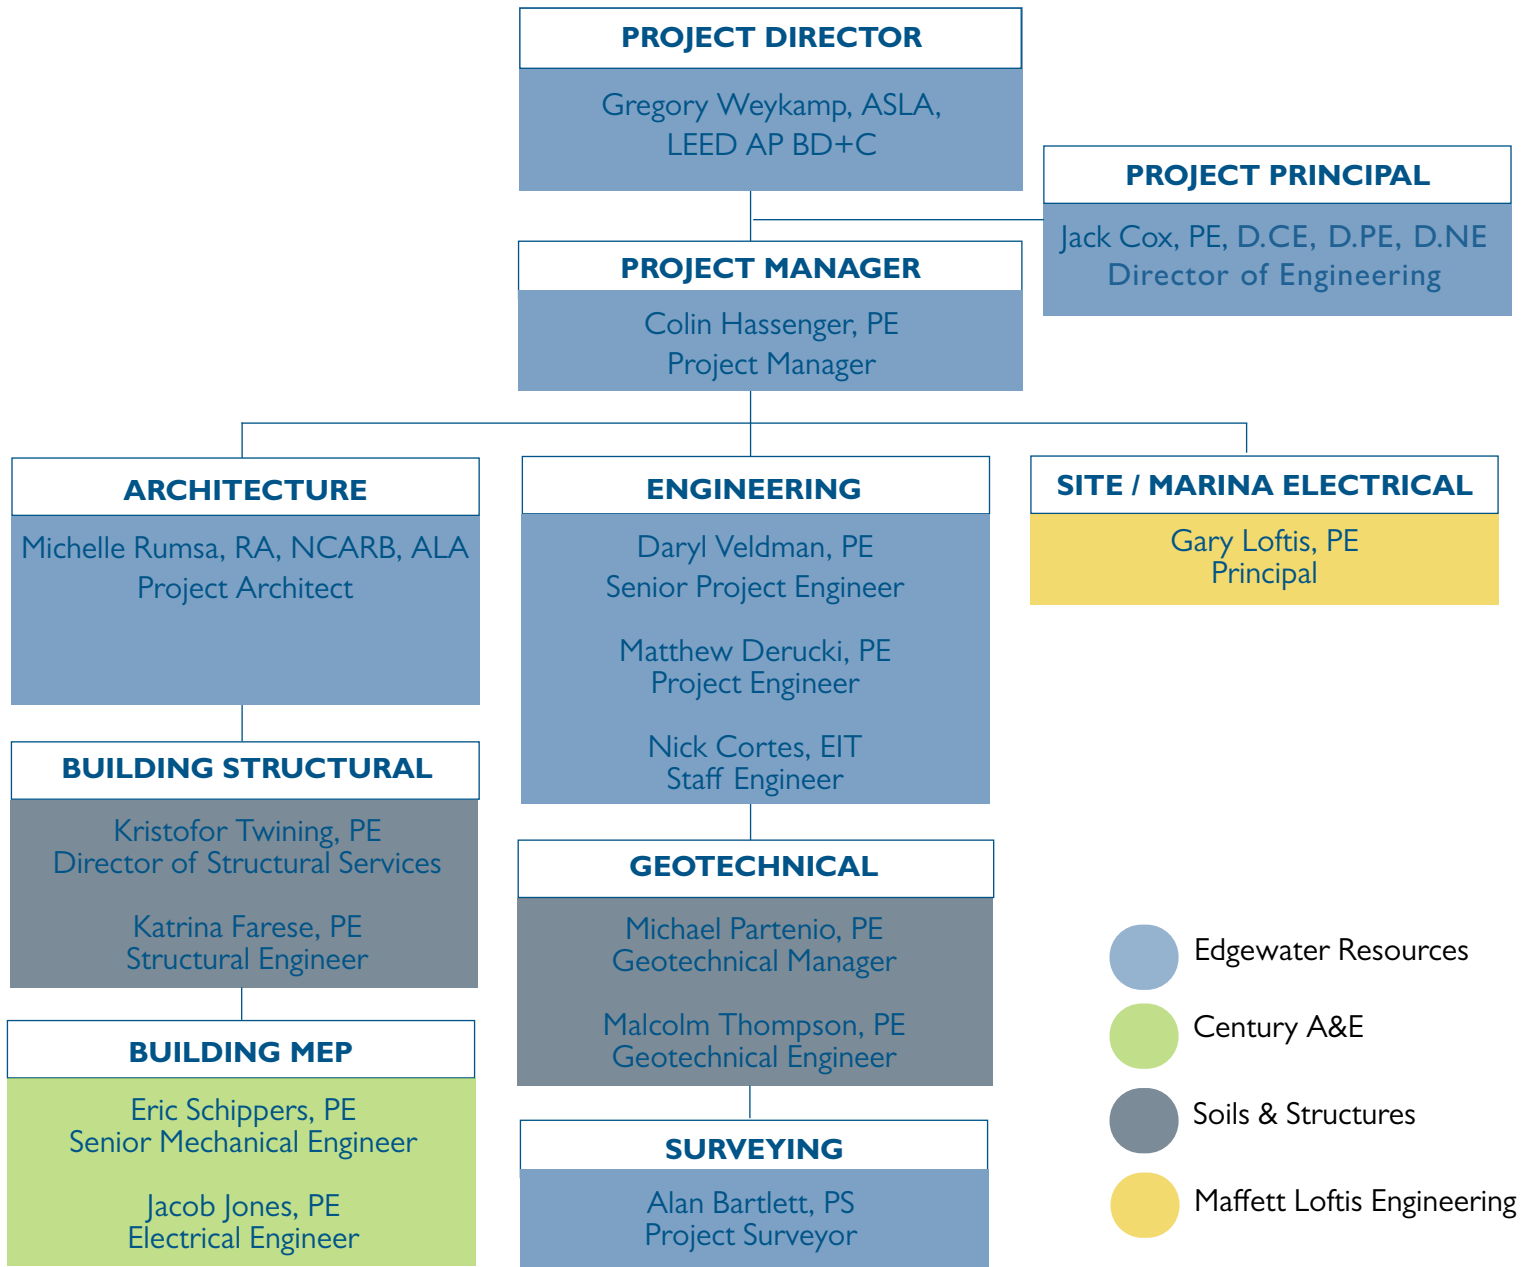 PROJECT DIRECTOR
Gregory Weykamp, ASLA,
LEED AP BD+C
PROJECT PRINCIPAL
Jack Cox, PE, D.CE, D.PE, D.NE
Director of Engineering
PROJECT MANAGER
Colin Hassenger, PE
Project Manager
ARCHITECTURE
Michelle Rumsa, RA, NCARB, ALA
Project Architect
BUILDING STRUCTURAL
Kristofor Twining, PE
Director of Structural Services
Katrina Farese, PE
Structural Engineer
BUILDING MEP
Eric Schippers, PE
Senior Mechanical Engineer
Jacob Jones, PE
Electrical Engineer
ENGINEERING
Daryl Veldman, PE
Senior Project Engineer
Matthew Derucki, PE
Project Engineer
Nick Cortes, EIT
Staff Engineer
GEOTECHNICAL
Michael Partenio, PE
Geotechnical Manager
Malcolm Thompson, PE
Geotechnical Engineer
SURVEYING
Alan Bartlett, PS
Project Surveyor
SITE / MARINA ELECTRICAL
Gary Loftis, PE
Principal
Edgewater Resources
Century A&E
Soils & Structures
Maffett Loftis Engineering